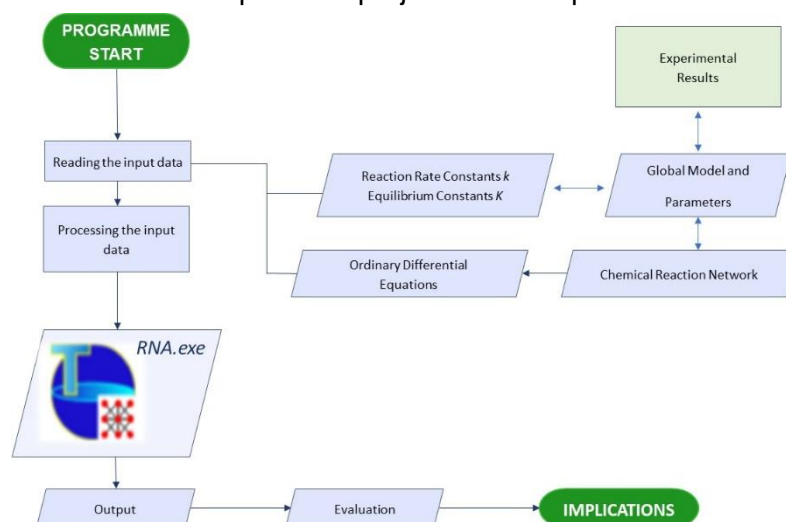 PROGRAMME
START
Experimental
Results
Reading the input data
Reaction Rate Constants k
Equilibrium Constants K
Global Model and
Parameters
Processing the input
data
Ordinary Differential
Equations
Chemical Reaction Network
RNA.exe
T
Output
Evaluation
IMPLICATIONS